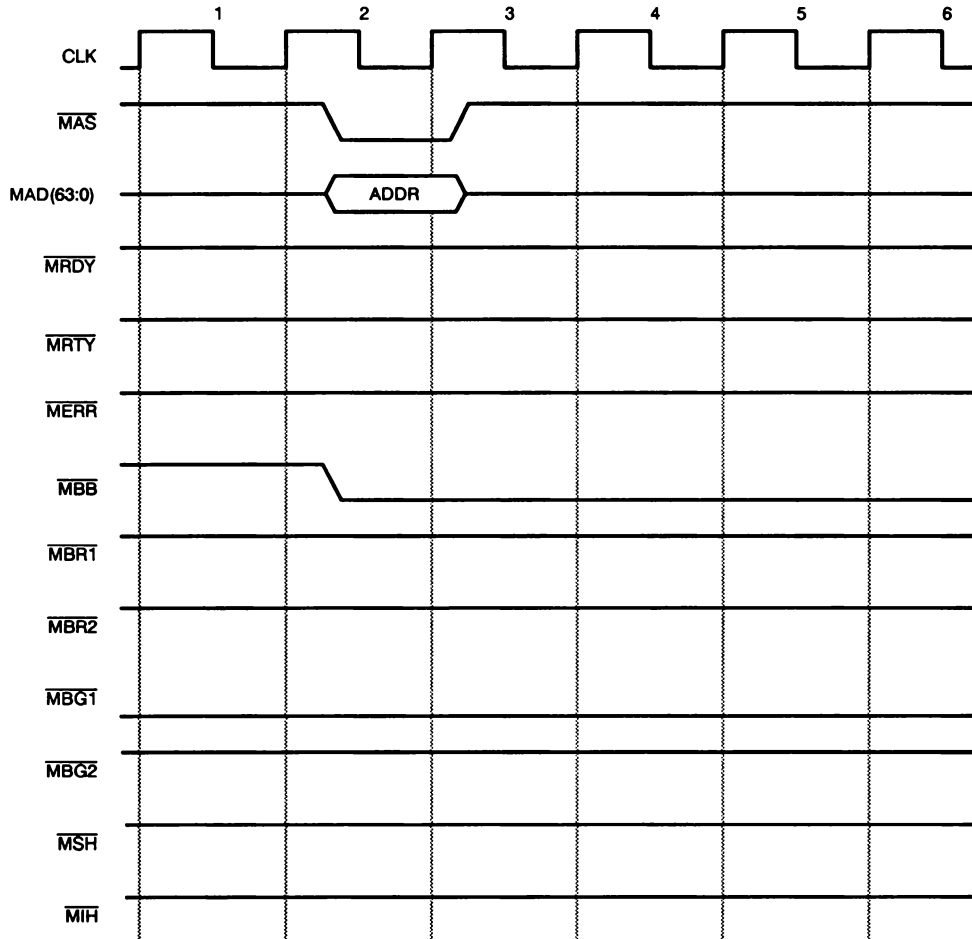 1 2 3 4 5 6
CLK
MAS
MAD(63:0)
ADDR
MRDY
MRTY
MERR
MBB
MBR1
MBR2
MBG1
MBG2
MSH
MIH